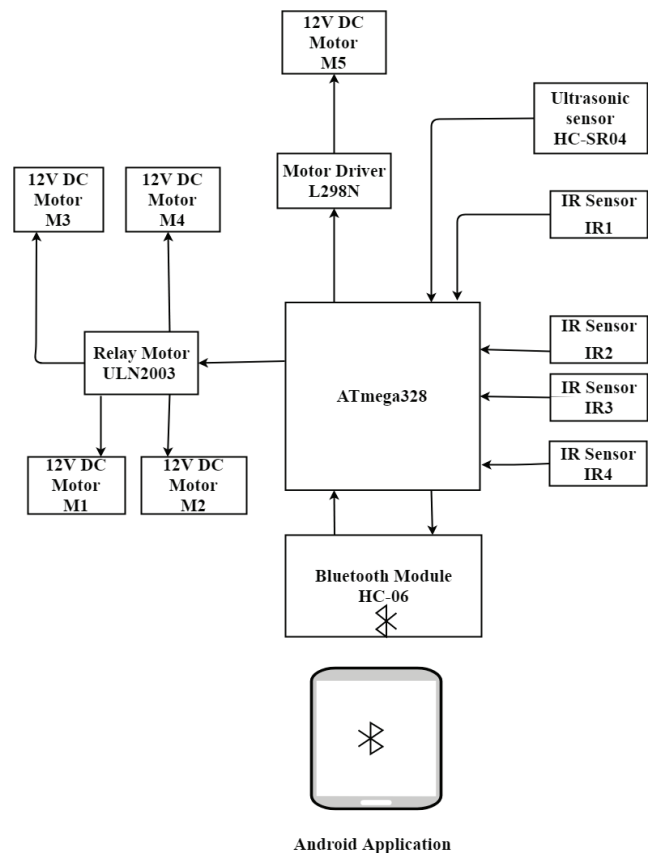 12V DC
Motor
M5
Ultrasonic
sensor
HC-SR04
Motor Driver
L298N
12V DC
Motor
M3
12V DC
Motor
M4
IR Sensor
IR1
Relay Motor
ULN2003
ATmega328
IR Sensor
IR2
IR Sensor
IR3
IR Sensor
IR4
12V DC
Motor
M1
12V DC
Motor
M2
Bluetooth Module
HC-06
Android Application